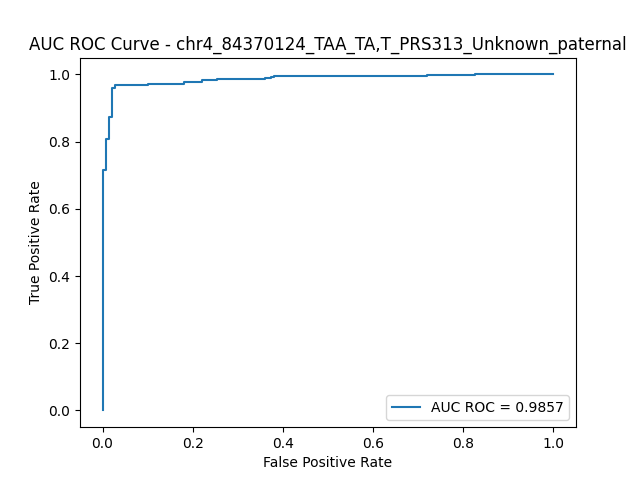 AUC ROC Curve - chr4_84370124_TAA_TA,T_PRS313_Unknown_paternal
1.0
0.8
0.6
0.4
0.2
0.0
True Positive Rate
AUC ROC = 0.9857
0.0 0.2 0.4 0.6 0.8 1.0
False Positive Rate